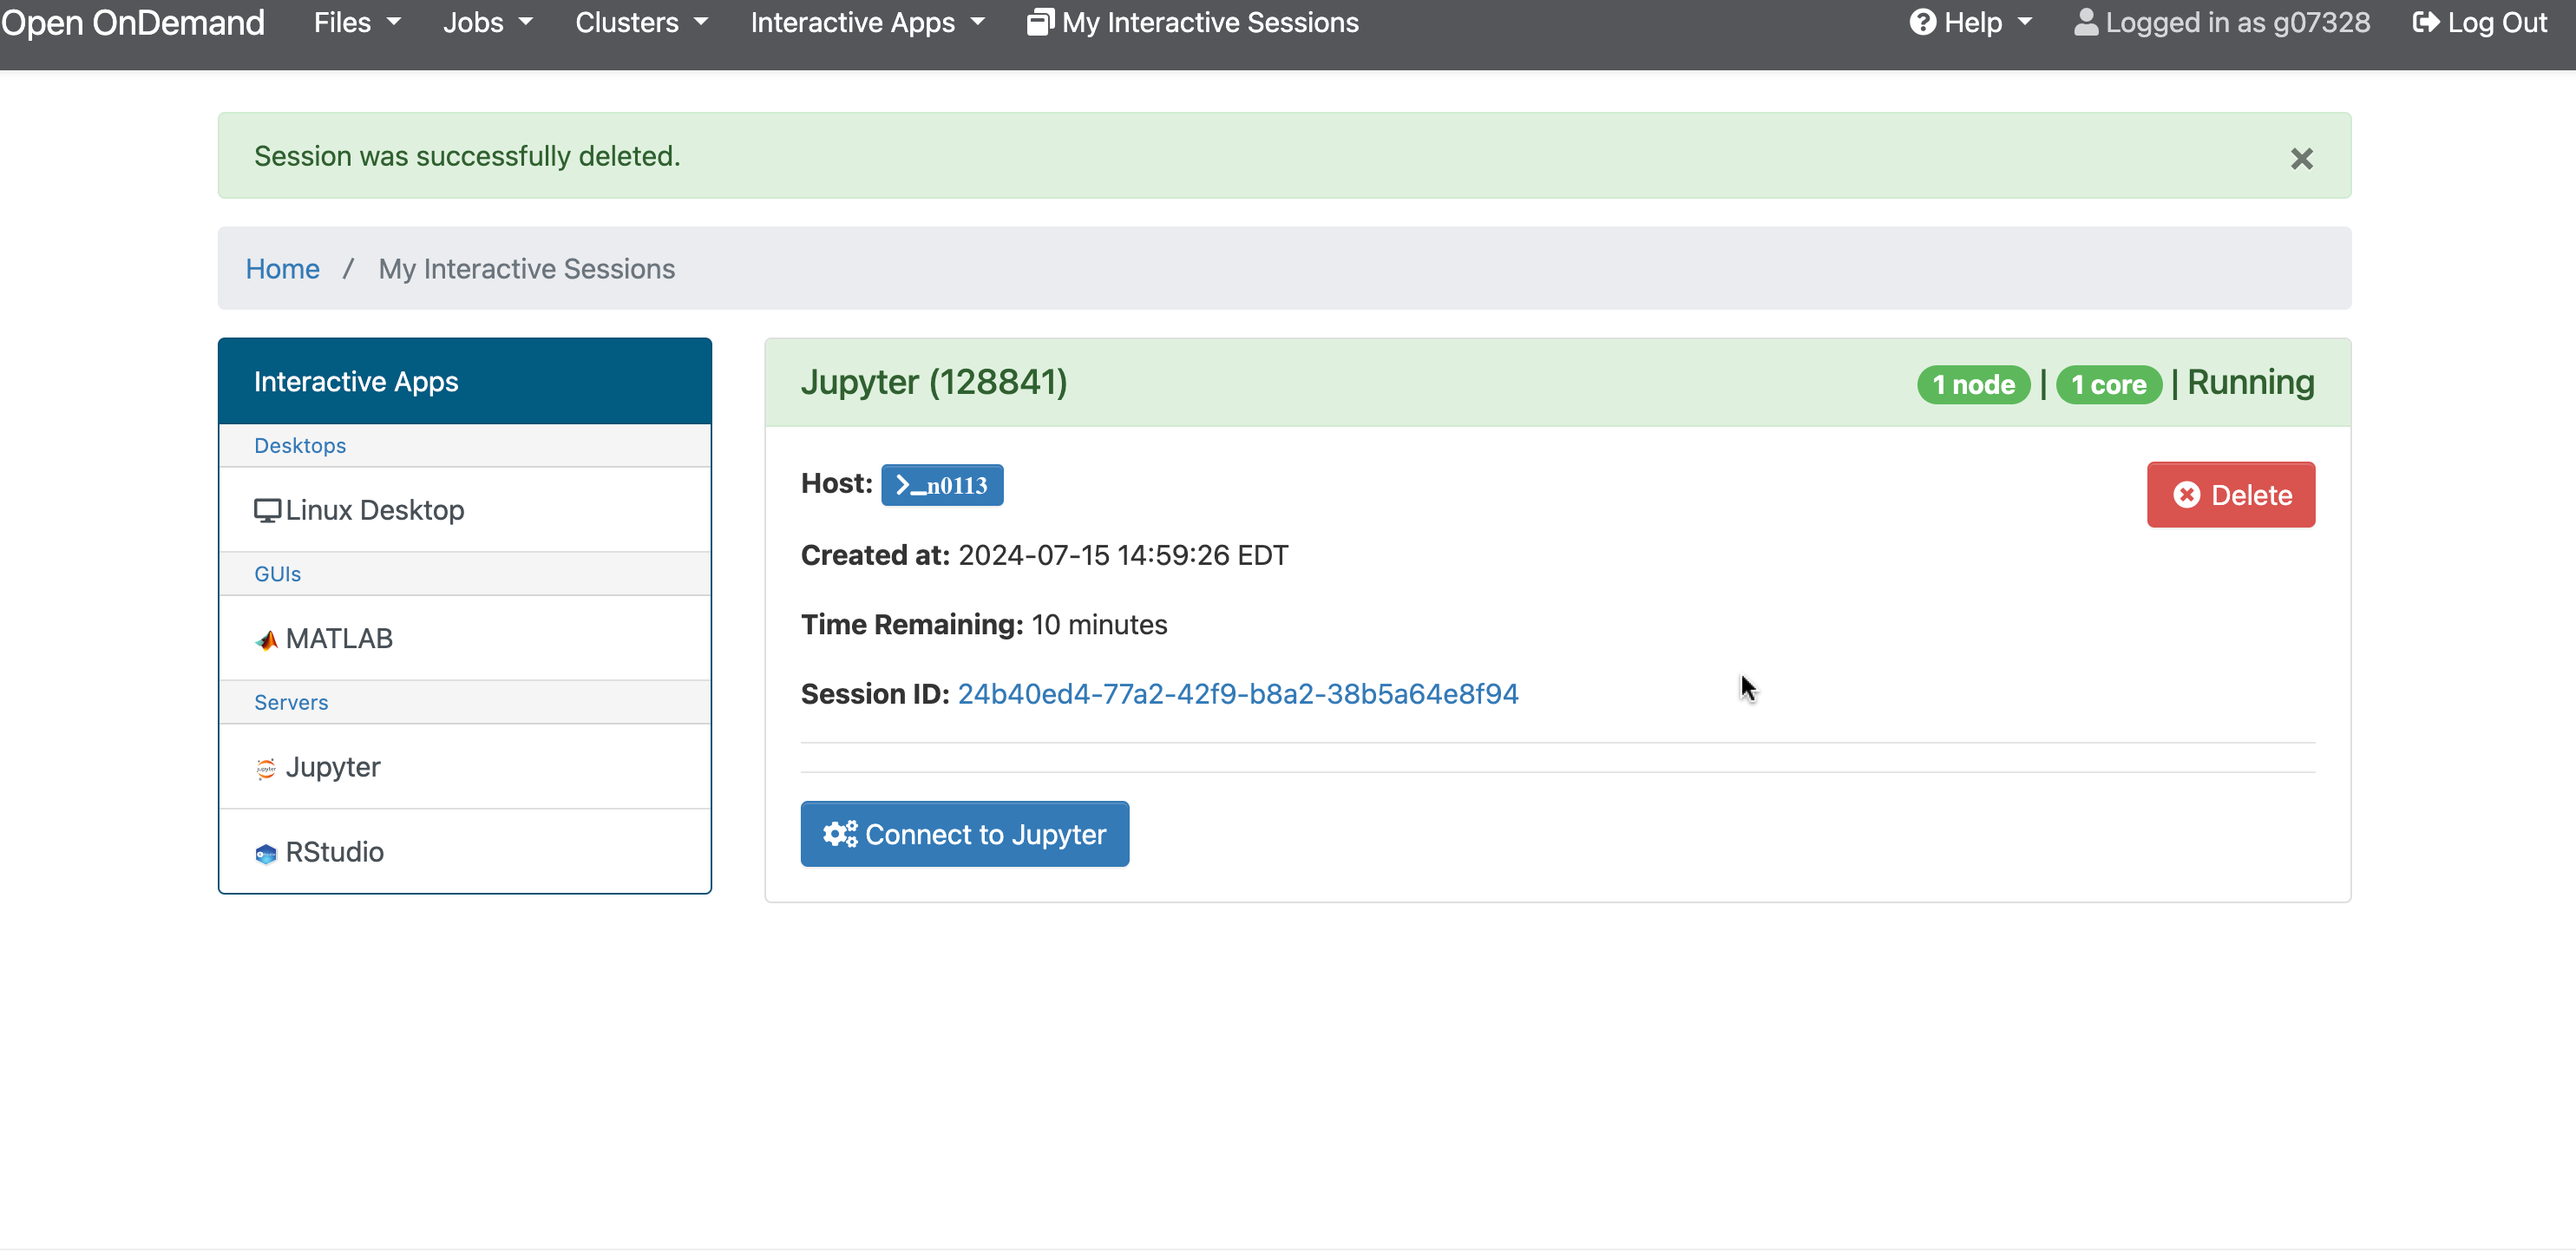 Open OnDemand Files Jobs Clusters Interactive Apps My Interactive Sessions Help Logged in as g07328 Log Out
Session was successfully deleted.
Home / My Interactive Sessions
Interactive Apps
Desktops
Linux Desktop
GUIs
MATLAB
Servers
Jupyter
RStudio
Jupyter (128841) 1 node | 1 core | Running
Host: >_n0113
Delete
Created at: 2024-07-15 14:59:26 EDT
Time Remaining: 10 minutes
Session ID: 24b40ed4-77a2-42f9-b8a2-38b5a64e8f94
Connect to Jupyter